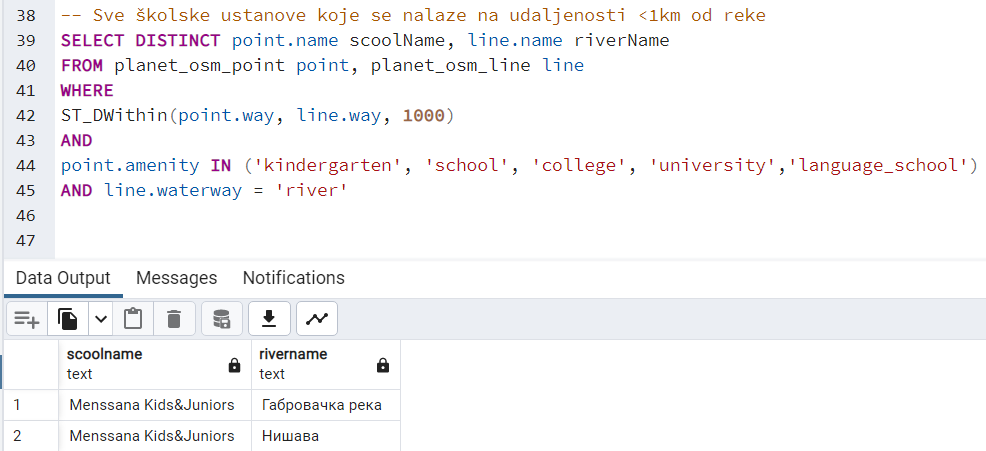 38 -- Sve školske ustanove koje se nalaze na udaljenosti <1km od reke
39 SELECT DISTINCT point.name scoolName, line.name riverName
40 FROM planet_osm_point point, planet_osm_line line
41 WHERE
42 ST_DWithin(point.way, line.way, 1000)
43 AND
44 point.amenity IN ('kindergarten', 'school', 'college', 'university','language_school')
45 AND line.waterway = 'river'
46
47
Data Output Messages Notifications
scoolname rivername
text text
1 Menssana Kids&Juniors Габровачка река
2 Menssana Kids&Juniors Нишава